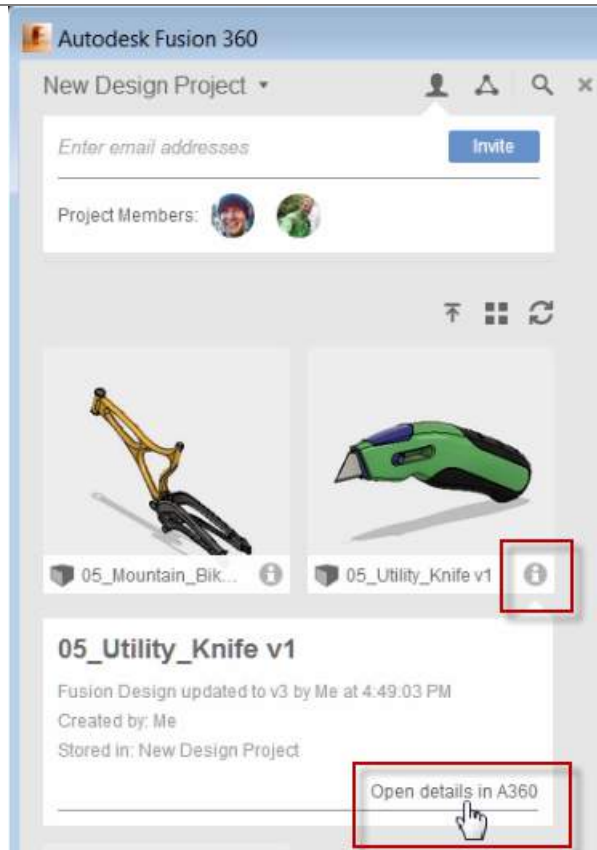 Autodesk Fusion 360
New Design Project
Enter email addresses
Invite
Project Members:
05_Mountain_Bik...
05_Utility_Knife v1
05_Utility_Knife v1
Fusion Design updated to v3 by Me at 4:49:03 PM
Created by: Me
Stored in: New Design Project
Open details in A360